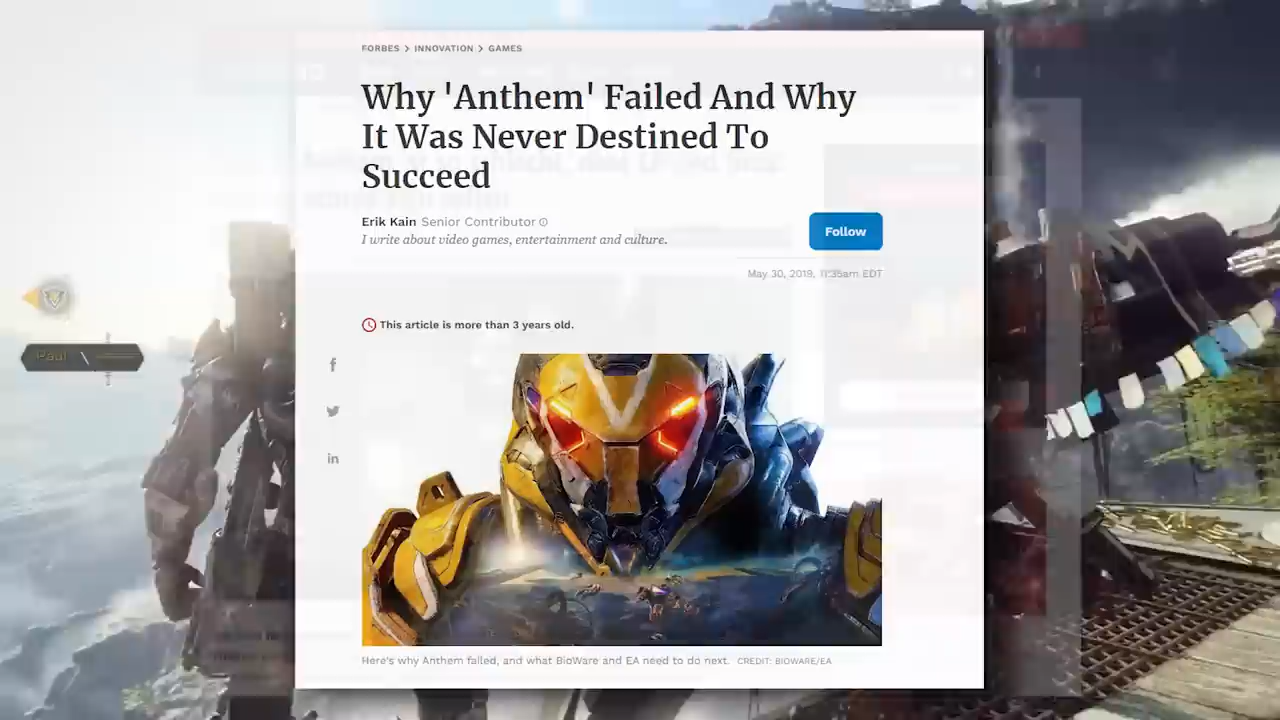 FORBES > INNOVATION > GAMES
Why 'Anthem' Failed And Why
It Was Never Destined To
Succeed
Erik Kain Senior Contributor
I write about video games, entertainment and culture.
Follow
May 30, 2019, 11:35am EDT
This article is more than 3 years old.
Paul
Here's why Anthem failed, and what BioWare and EA need to do next. CREDIT: BIOWARE/EA